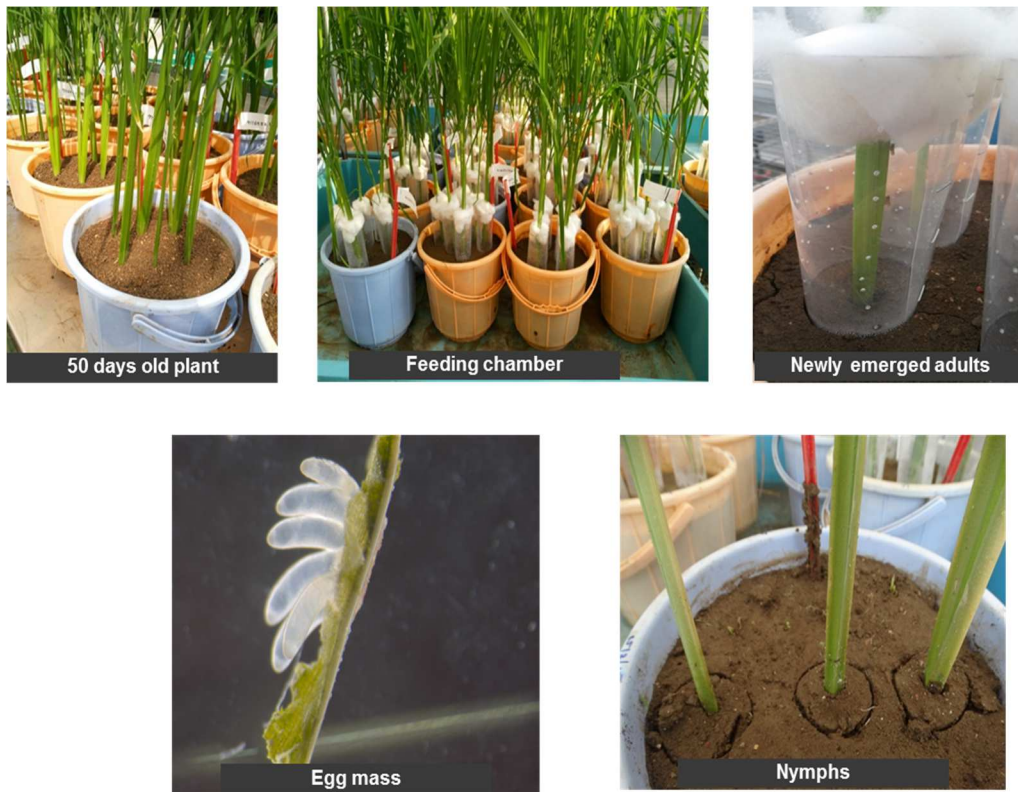 50 days old plant
Feeding chamber
Newly emerged adults
Egg mass
Nymphs